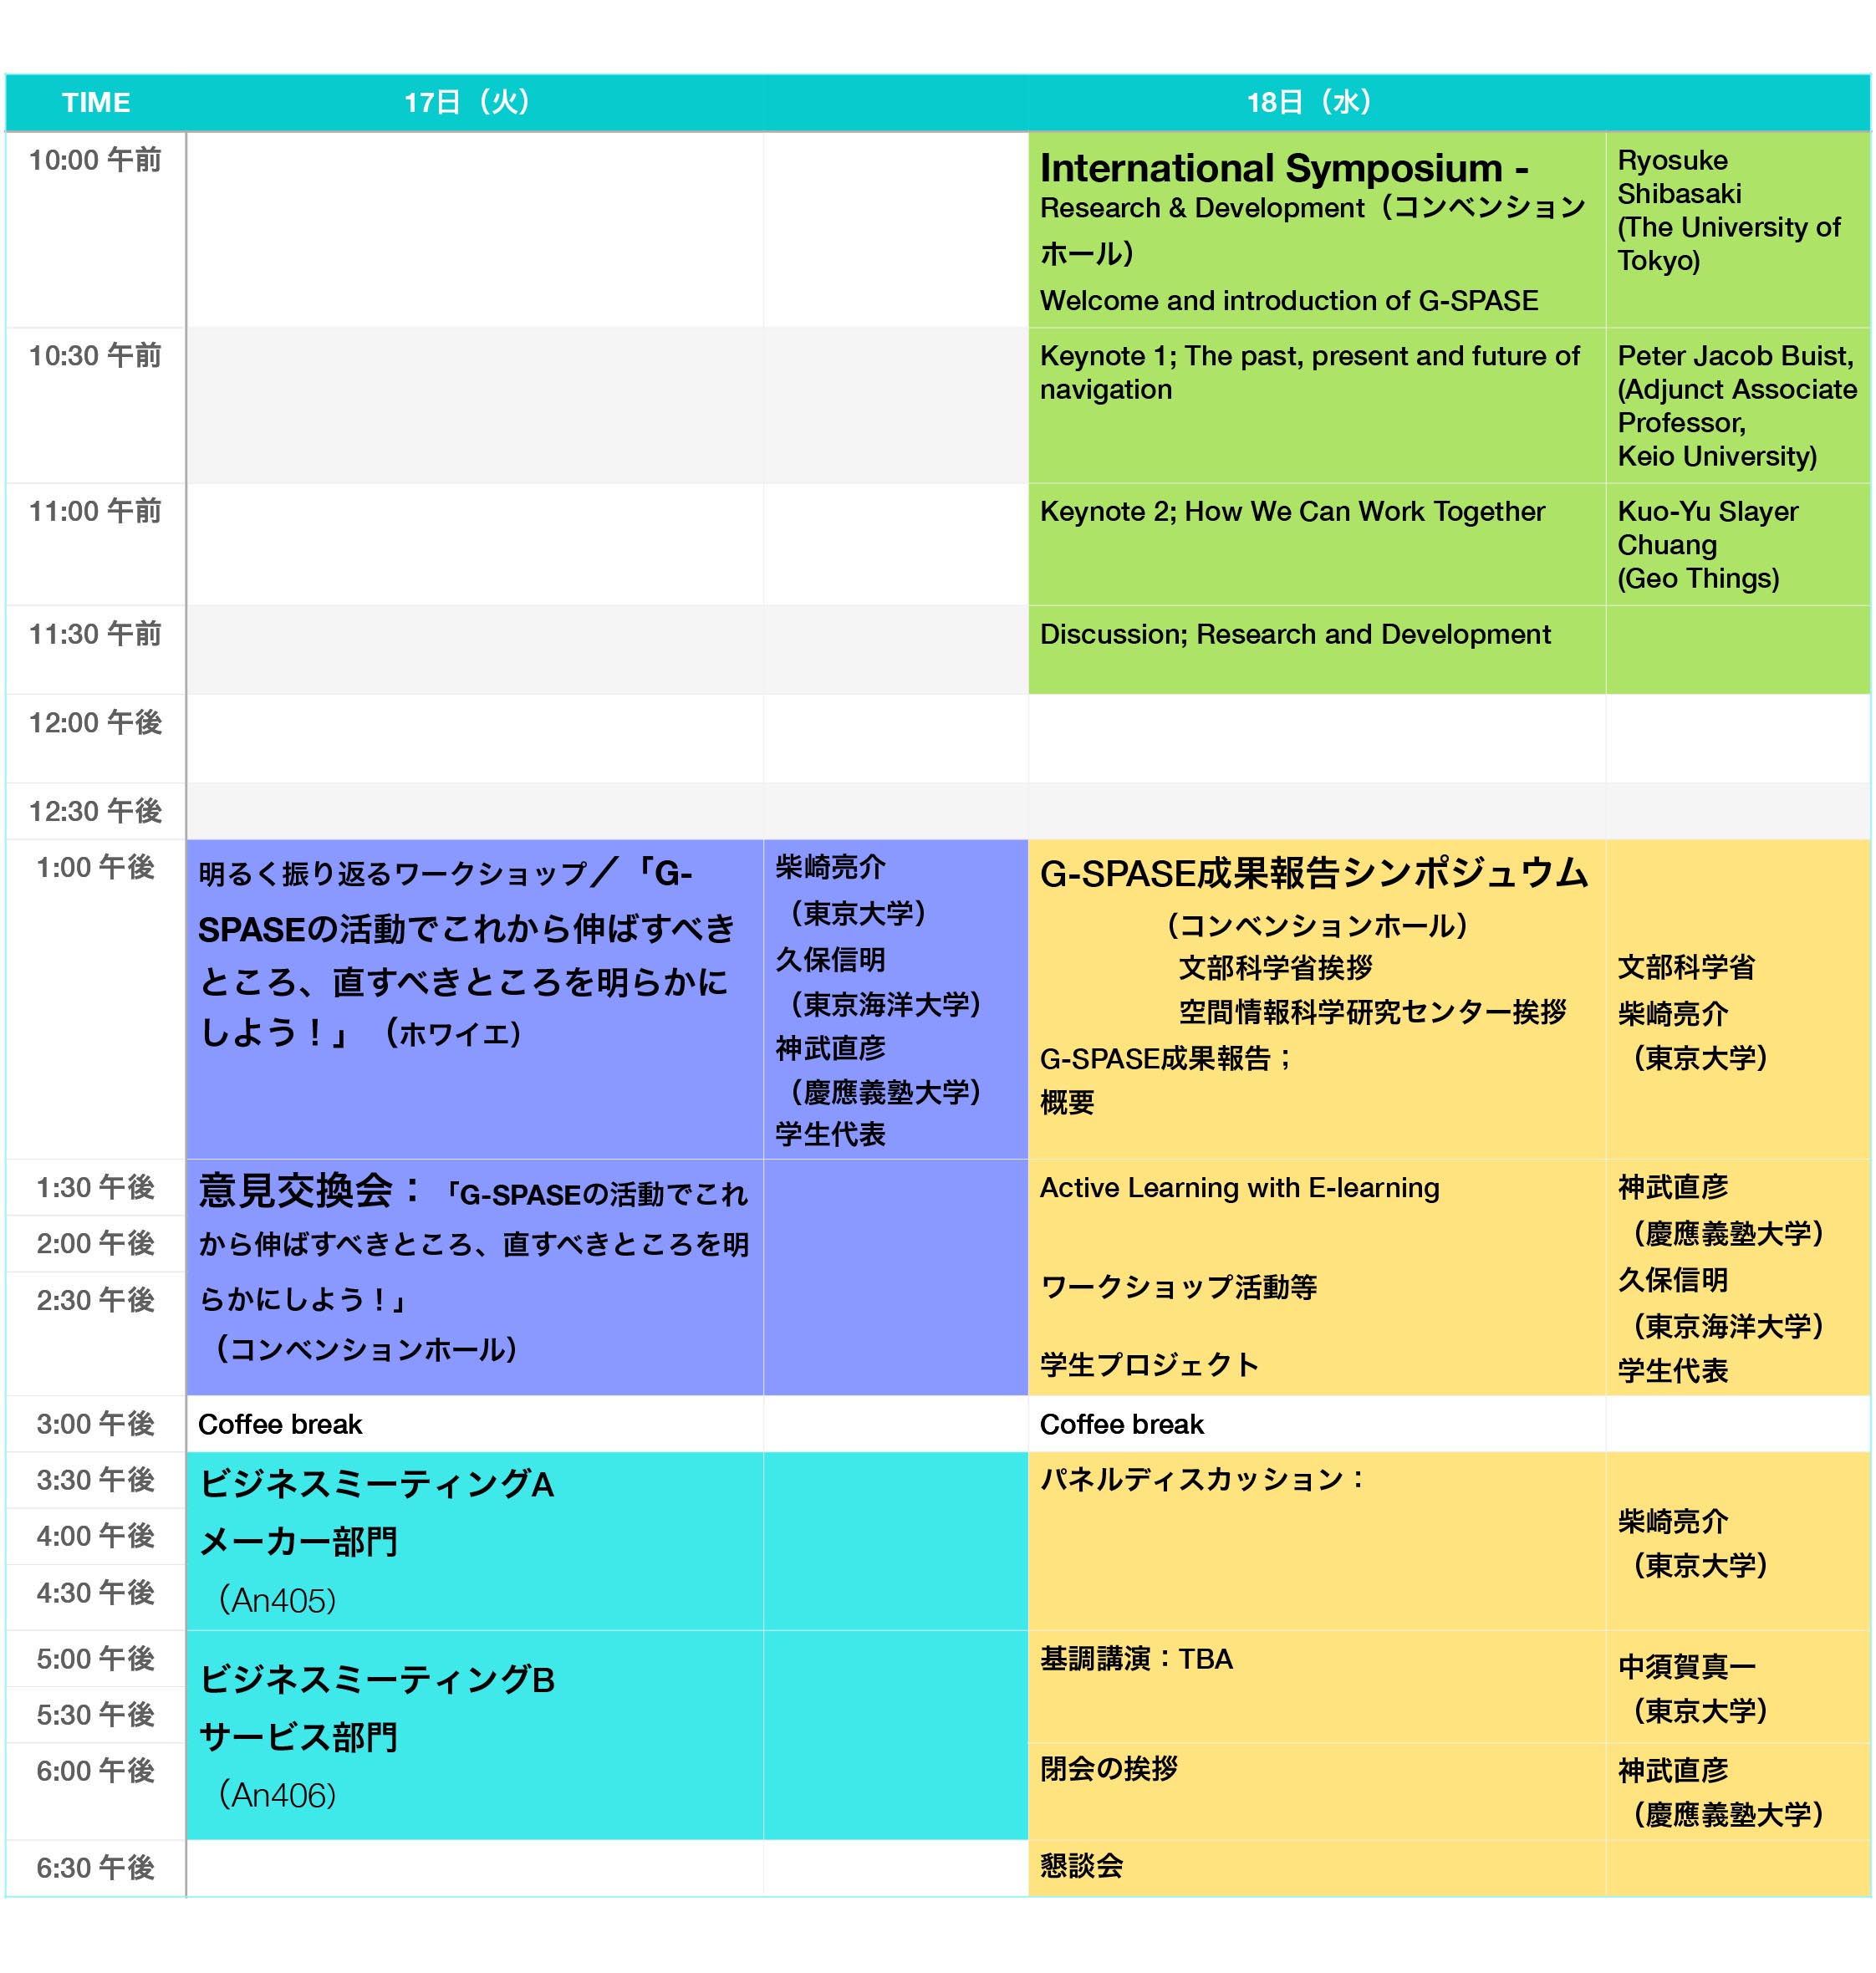 TIME
17日（火）
18日（水）
10:00 午前
International Symposium -
Research & Development（コンベンション
ホール）
Welcome and introduction of G-SPASE
Ryosuke
Shibasaki
(The University of
Tokyo)
10:30 午前
Keynote 1; The past, present and future of
navigation
Peter Jacob Buist,
(Adjunct Associate
Professor,
Keio University)
11:00 午前
Keynote 2; How We Can Work Together
Kuo-Yu Slayer
Chuang
(Geo Things)
11:30 午前
Discussion; Research and Development
12:00 午後
12:30 午後
1:00 午後
明るく振り返るワークショップ／「G-
SPASEの活動でこれから伸ばすべき
ところ、直すべきところを明らかに
しよう！」（ホワイエ）
柴崎亮介
（東京大学）
久保信明
（東京海洋大学）
神武直彦
（慶應義塾大学）
学生代表
G-SPASE成果報告シンポジュウム
（コンベンションホール）
文部科学省挨拶
空間情報科学研究センター挨拶
G-SPASE成果報告；
概要
文部科学省
柴崎亮介
（東京大学）
1:30 午後
2:00 午後
2:30 午後
意見交換会：「G-SPASEの活動でこれ
から伸ばすべきところ、直すべきところを明
らかにしよう！」
（コンベンションホール）
Active Learning with E-learning
ワークショップ活動等
学生プロジェクト
神武直彦
（慶應義塾大学）
久保信明
（東京海洋大学）
学生代表
3:00 午後
Coffee break
Coffee break
3:30 午後
4:00 午後
4:30 午後
ビジネスミーティングA
メーカー部門
（An405）
パネルディスカッション：
柴崎亮介
（東京大学）
5:00 午後
5:30 午後
6:00 午後
ビジネスミーティングB
サービス部門
（An406）
基調講演：TBA
中須賀真一
（東京大学）
閉会の挨拶
神武直彦
（慶應義塾大学）
6:30 午後
懇談会